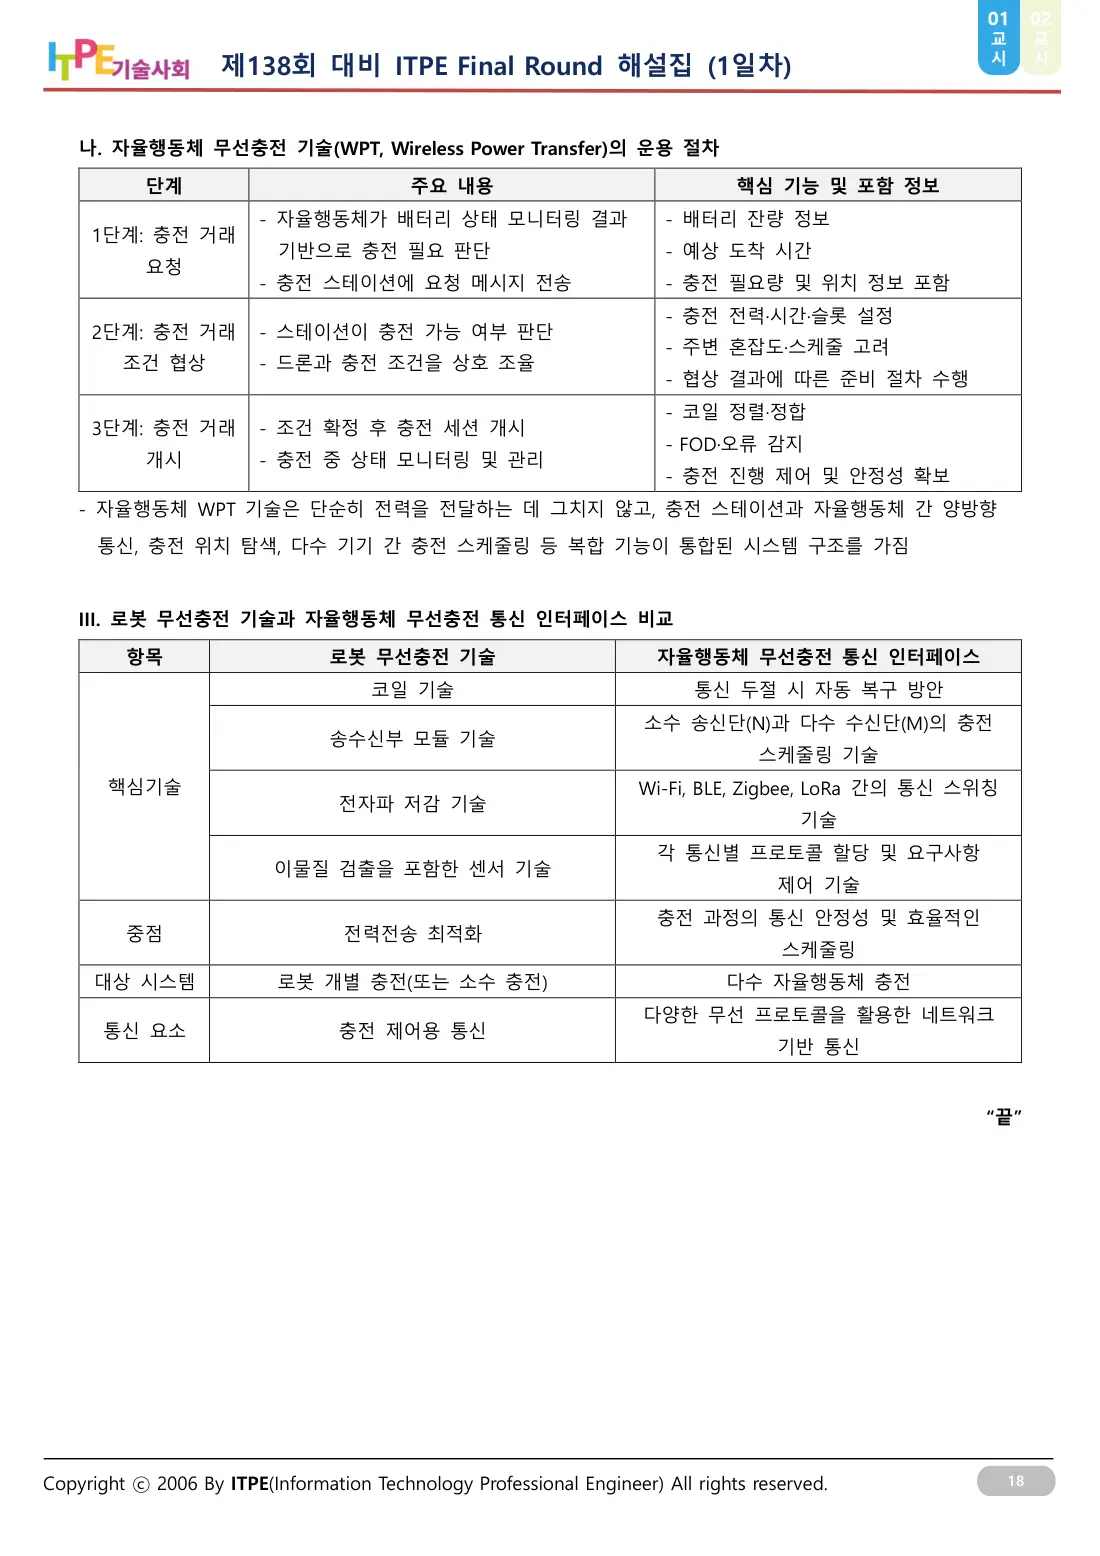 ITPE기술사회 제138회 대비 ITPE Final Round 해설집 (1일차)
01
교
시
02
교
시
나. 자율행동체 무선충전 기술(WPT, Wireless Power Transfer)의 운용 절차
단계 주요 내용 핵심 기능 및 포함 정보
1단계: 충전 거래
요청
- 자율행동체가 배터리 상태 모니터링 결과
기반으로 충전 필요 판단
- 충전 스테이션에 요청 메시지 전송
- 배터리 잔량 정보
- 예상 도착 시간
- 충전 필요량 및 위치 정보 포함
2단계: 충전 거래
조건 협상
- 스테이션이 충전 가능 여부 판단
- 드론과 충전 조건을 상호 조율
- 충전 전력·시간·슬롯 설정
- 주변 혼잡도·스케줄 고려
- 협상 결과에 따른 준비 절차 수행
3단계: 충전 거래
개시
- 조건 확정 후 충전 세션 개시
- 충전 중 상태 모니터링 및 관리
- 코일 정렬·정합
- FOD·오류 감지
- 충전 진행 제어 및 안정성 확보
- 자율행동체 WPT 기술은 단순히 전력을 전달하는 데 그치지 않고, 충전 스테이션과 자율행동체 간 양방향
통신, 충전 위치 탐색, 다수 기기 간 충전 스케줄링 등 복합 기능이 통합된 시스템 구조를 가짐
III. 로봇 무선충전 기술과 자율행동체 무선충전 통신 인터페이스 비교
항목 로봇 무선충전 기술 자율행동체 무선충전 통신 인터페이스
핵심기술
코일 기술 통신 두절 시 자동 복구 방안
송수신부 모듈 기술
소수 송신단(N)과 다수 수신단(M)의 충전
스케줄링 기술
전자파 저감 기술
Wi-Fi, BLE, Zigbee, LoRa 간의 통신 스위칭
기술
이물질 검출을 포함한 센서 기술
각 통신별 프로토콜 할당 및 요구사항
제어 기술
중점 전력전송 최적화
충전 과정의 통신 안정성 및 효율적인
스케줄링
대상 시스템 로봇 개별 충전(또는 소수 충전) 다수 자율행동체 충전
통신 요소 충전 제어용 통신
다양한 무선 프로토콜을 활용한 네트워크
기반 통신
“끝”
Copyright ⓒ 2006 By ITPE(Information Technology Professional Engineer) All rights reserved.
18